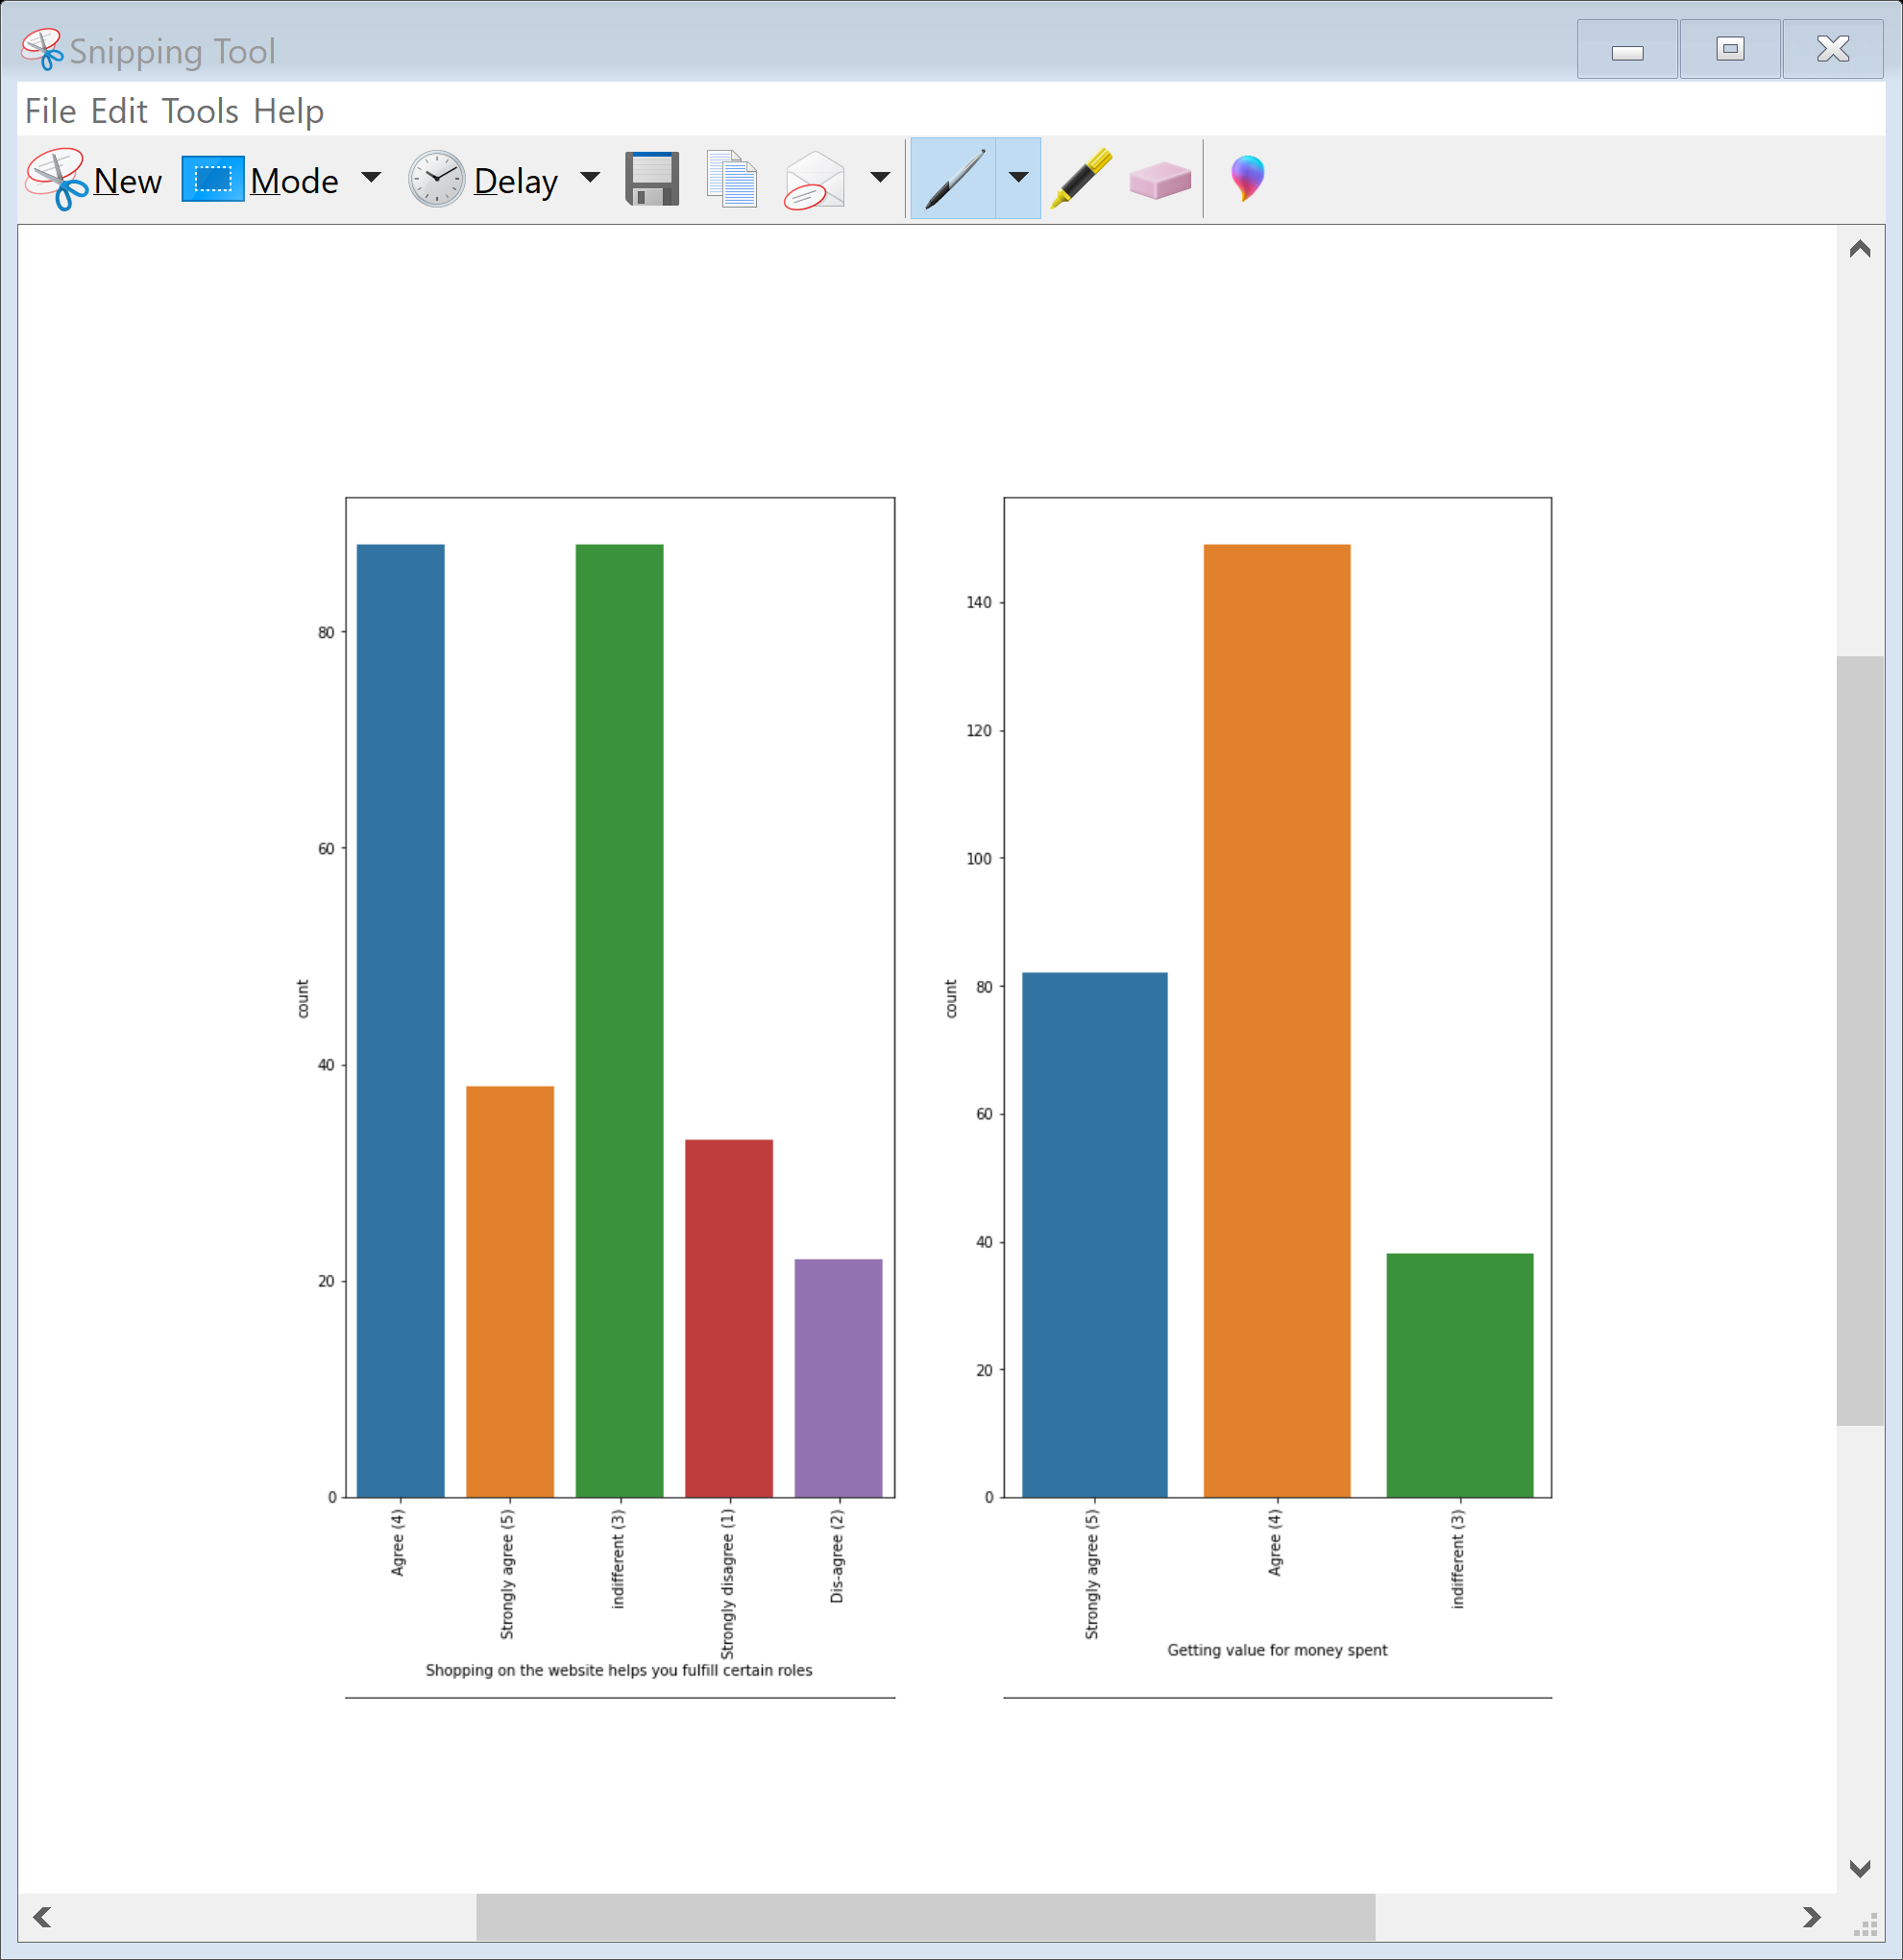 Snipping Tool
File Edit Tools Help
New Mode Delay
80
60
40
20
0
count
Agree (4)
Strongly agree (5)
indifferent (3)
Strongly disagree (1)
Dis-agree (2)
Shopping on the website helps you fulfill certain roles
140
120
100
80
60
40
20
0
count
Strongly agree (5)
Agree (4)
indifferent (3)
Getting value for money spent